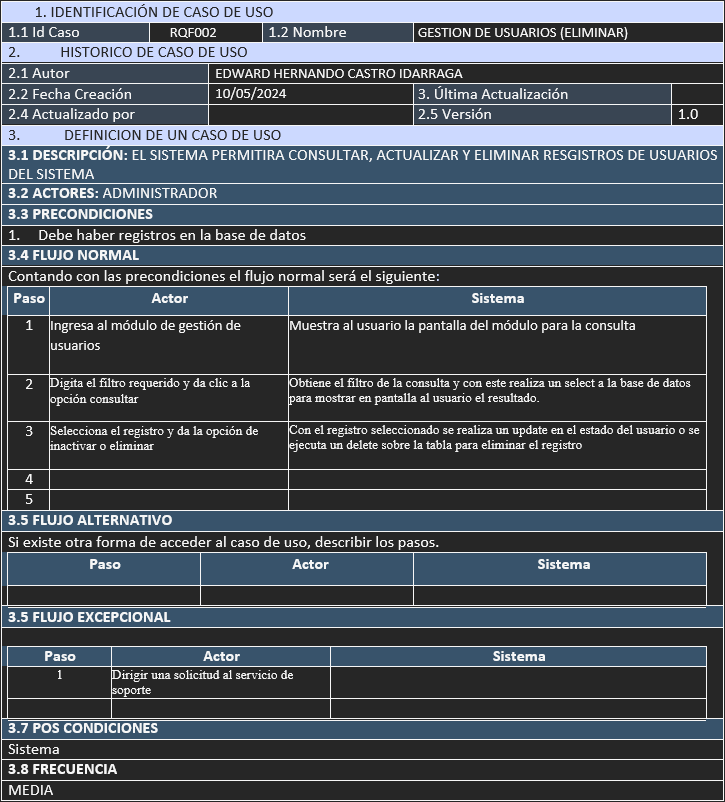 1. IDENTIFICACIÓN DE CASO DE USO
1.1 Id Caso RQF002 1.2 Nombre GESTION DE USUARIOS (ELIMINAR)
2. HISTORICO DE CASO DE USO
2.1 Autor EDWARD HERNANDO CASTRO IDARRAGA
2.2 Fecha Creación 10/05/2024 3. Última Actualización
2.4 Actualizado por 2.5 Versión 1.0
3. DEFINICION DE UN CASO DE USO
3.1 DESCRIPCIÓN: EL SISTEMA PERMITIRA CONSULTAR, ACTUALIZAR Y ELIMINAR RESGISTROS DE USUARIOS
DEL SISTEMA
3.2 ACTORES: ADMINISTRADOR
3.3 PRECONDICIONES
1. Debe haber registros en la base de datos
3.4 FLUJO NORMAL
Contando con las precondiciones el flujo normal será el siguiente:
Paso Actor Sistema
1 Ingresa al módulo de gestión de Muestra al usuario la pantalla del módulo para la consulta
usuarios
2 Digita el filtro requerido y da clic a la Obtiene el filtro de la consulta y con este realiza un select a la base de datos
opción consultar para mostrar en pantalla al usuario el resultado.
3 Selecciona el registro y da la opción de Con el registro seleccionado se realiza un update en el estado del usuario o se
inactivar o eliminar ejecuta un delete sobre la tabla para eliminar el registro
4
5
3.5 FLUJO ALTERNATIVO
Si existe otra forma de acceder al caso de uso, describir los pasos.
Paso Actor Sistema
3.5 FLUJO EXCEPCIONAL
Paso Actor Sistema
1 Dirigir una solicitud al servicio de
soporte
3.7 POS CONDICIONES
Sistema
3.8 FRECUENCIA
MEDIA